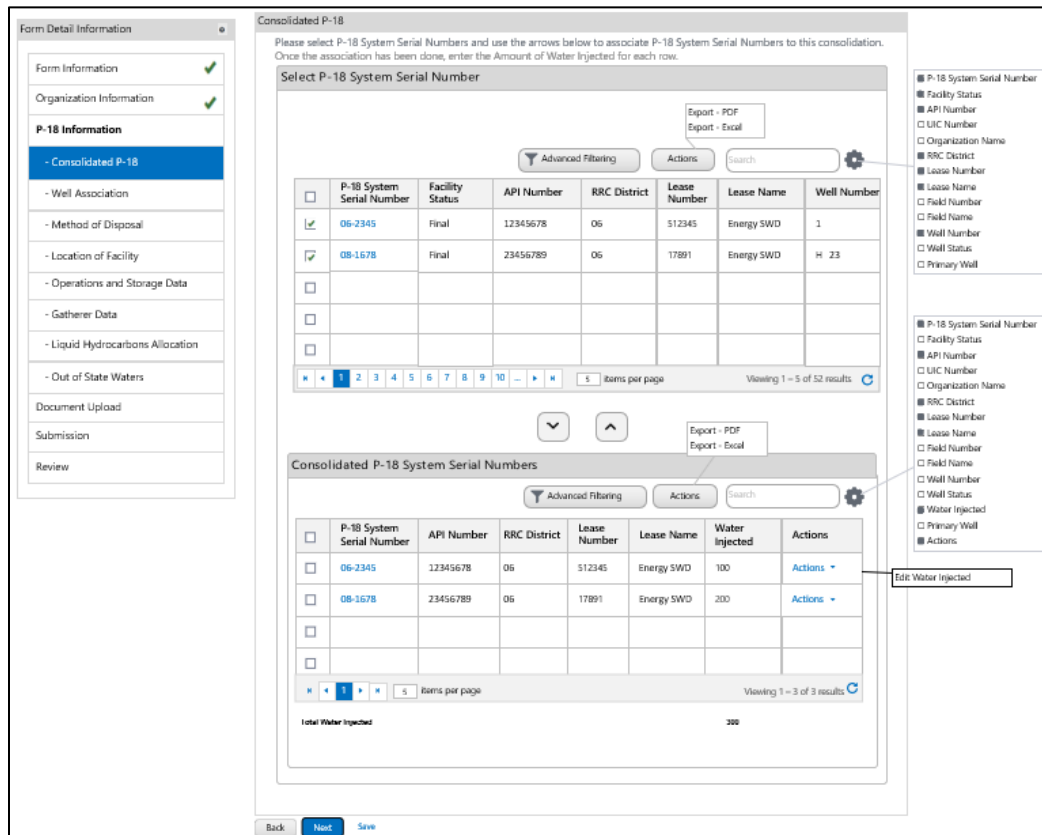 Form Detail Information
Form Information
Organization Information
P-18 Information
- Consolidated P-18
- Well Association
- Method of Disposal
- Location of Facility
- Operations and Storage Data
- Gatherer Data
- Liquid Hydrocarbons Allocation
- Out of State Waters
Document Upload
Submission
Review
Consolidated P-18
Please select P-18 System Serial Numbers and use the arrows below to associate P-18 System Serial Numbers to this consolidation.
Once the association has been done, enter the Amount of Water Injected for each row.
Select P-18 System Serial Number
Export - PDF
Export - Excel
Advanced Filtering Actions Search
P-18 System Serial Number Facility Status API Number RRC District Lease Number Lease Name Well Number
06-2345 Final 12345678 06 512345 Energy SWD 1
08-1678 Final 23456789 06 17891 Energy SWD H 23
1 2 3 4 5 6 7 8 9 10 ... 5 items per page Viewing 1 – 5 of 52 results
P-18 System Serial Number
Facility Status
API Number
UIC Number
Organization Name
RRC District
Lease Number
Lease Name
Field Number
Field Name
Well Number
Well Status
Primary Well
Export - PDF
Export - Excel
Consolidated P-18 System Serial Numbers
Advanced Filtering Actions Search
P-18 System Serial Number API Number RRC District Lease Number Lease Name Water Injected Actions
06-2345 12345678 06 512345 Energy SWD 100 Actions
08-1678 23456789 06 17891 Energy SWD 200 Actions
1 5 items per page Viewing 1 – 3 of 3 results
Total Water Injected 300
P-18 System Serial Number
Facility Status
API Number
UIC Number
Organization Name
RRC District
Lease Number
Lease Name
Field Number
Field Name
Well Number
Well Status
Water Injected
Primary Well
Actions
Edit Water Injected
Back Next Save